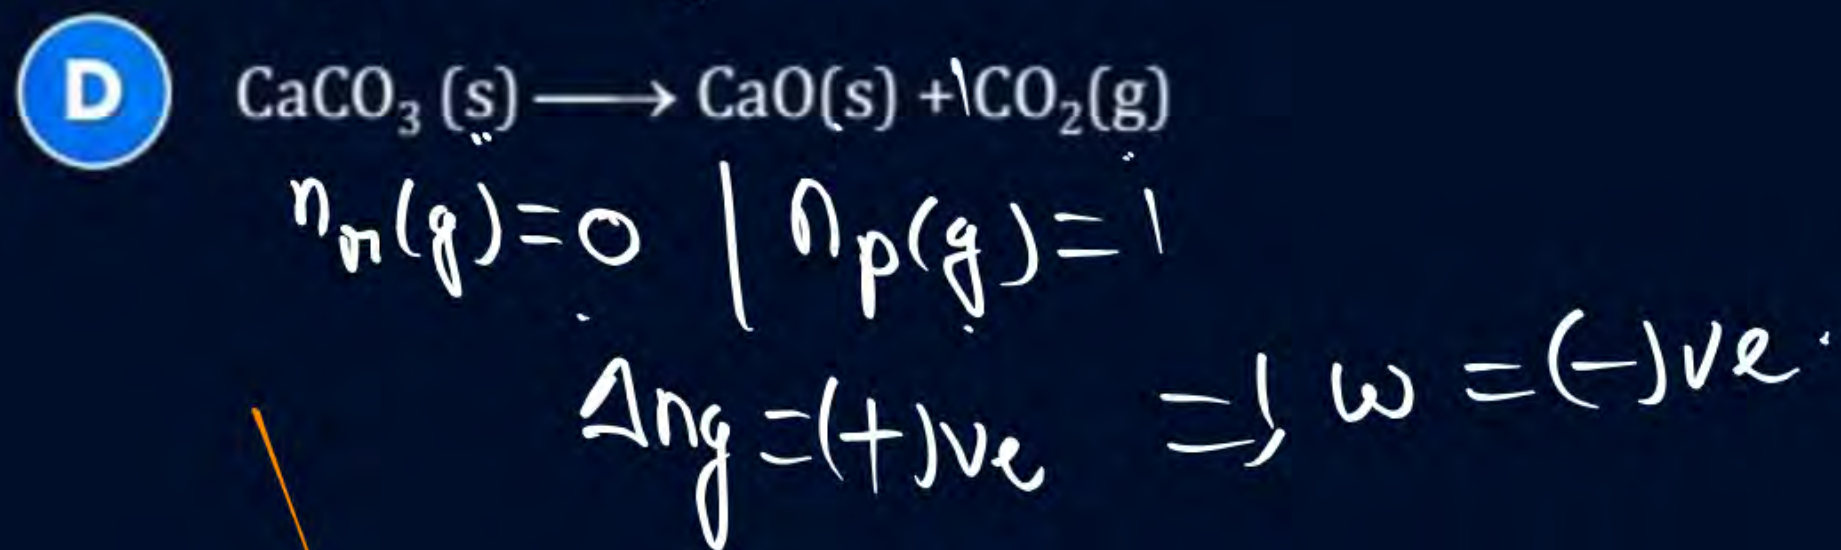 D CaCO₃ (s) ⟶ CaO(s) + 1CO₂(g)
nᵣ(g)=0 | nₚ(g)=1
Δng=(+)ve ⇒, w=(-)ve.